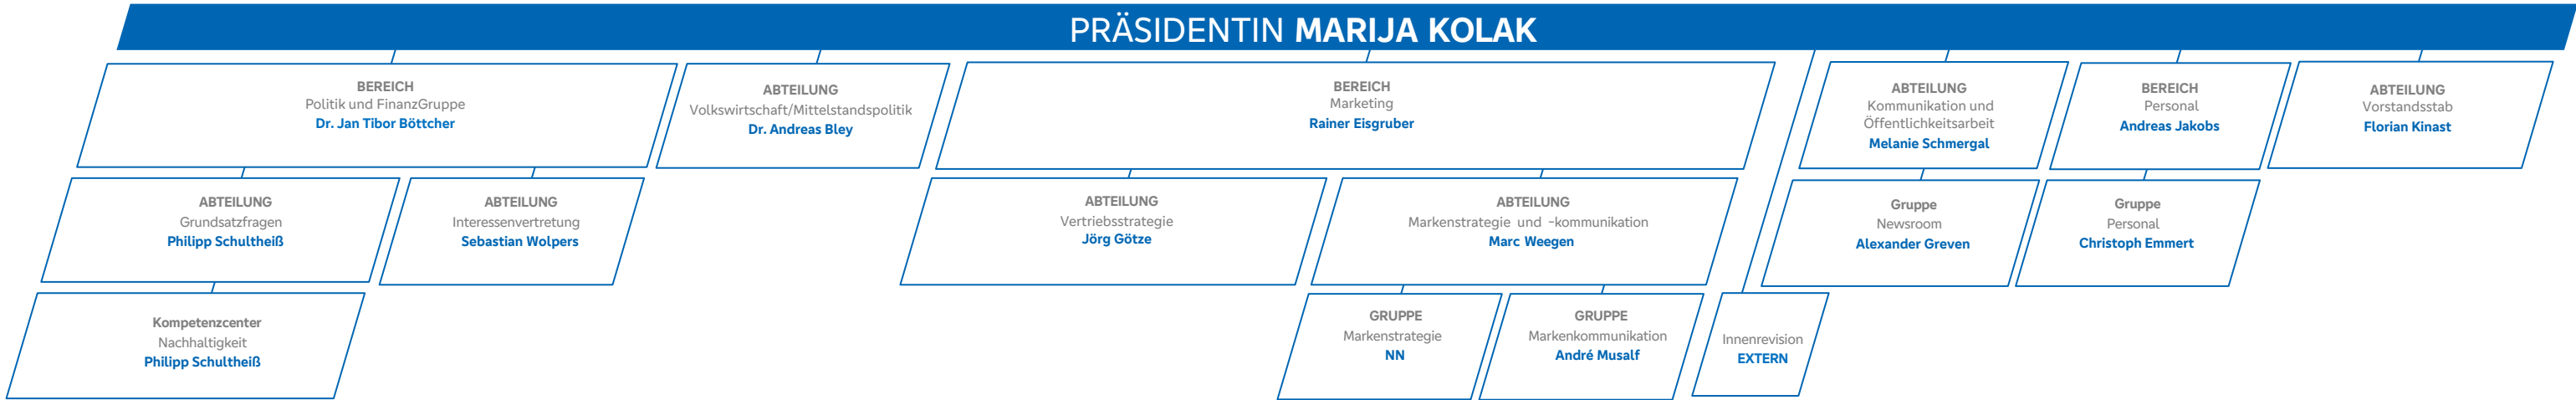 PRÄSIDENTIN MARIJA KOLAK
BEREICH
Politik und FinanzGruppe
Dr. Jan Tibor Böttcher
ABTEILUNG
Volkswirtschaft/Mittelstandspolitik
Dr. Andreas Bley
BEREICH
Marketing
Rainer Eisgruber
ABTEILUNG
Kommunikation und
Öffentlichkeitsarbeit
Melanie Schmergal
BEREICH
Personal
Andreas Jakobs
ABTEILUNG
Vorstandsstab
Florian Kinast
ABTEILUNG
Grundsatzfragen
Philipp Schultheiß
ABTEILUNG
Interessenvertretung
Sebastian Wolpers
ABTEILUNG
Vertriebsstrategie
Jörg Götze
ABTEILUNG
Markenstrategie und -kommunikation
Marc Weegen
Gruppe
Newsroom
Alexander Greven
Gruppe
Personal
Christoph Emmert
Kompetenzcenter
Nachhaltigkeit
Philipp Schultheiß
GRUPPE
Markenstrategie
NN
GRUPPE
Markenkommunikation
André Musalf
Innenrevision
EXTERN